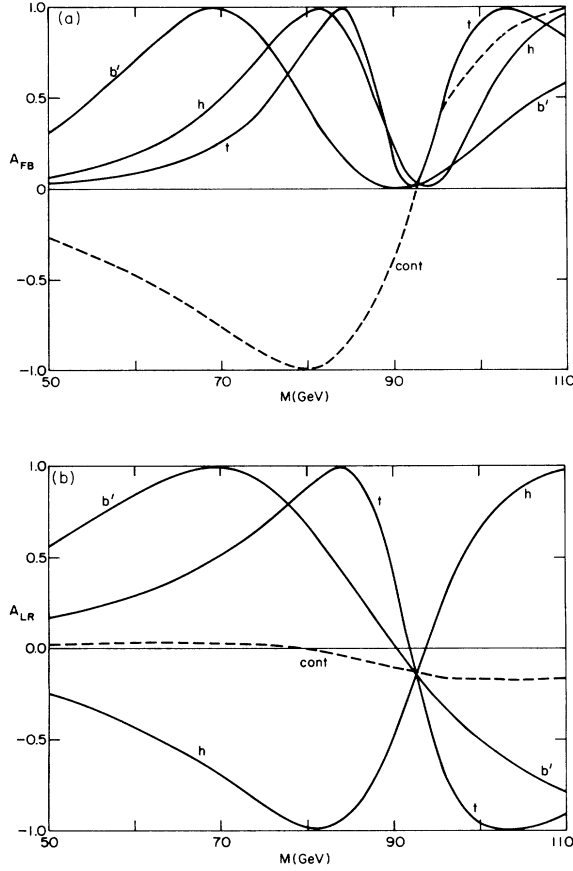 1.0
(a)
b′
t
h
h
0.5
b′
t
A_FB
0
-0.5
cont
-1.0
50 70 90 110
M(GeV)
1.0
(b)
b′
t
h
0.5
A_LR
0.0
cont
-0.5
h
b′
t
-1.0
50 70 90 110
M(GeV)